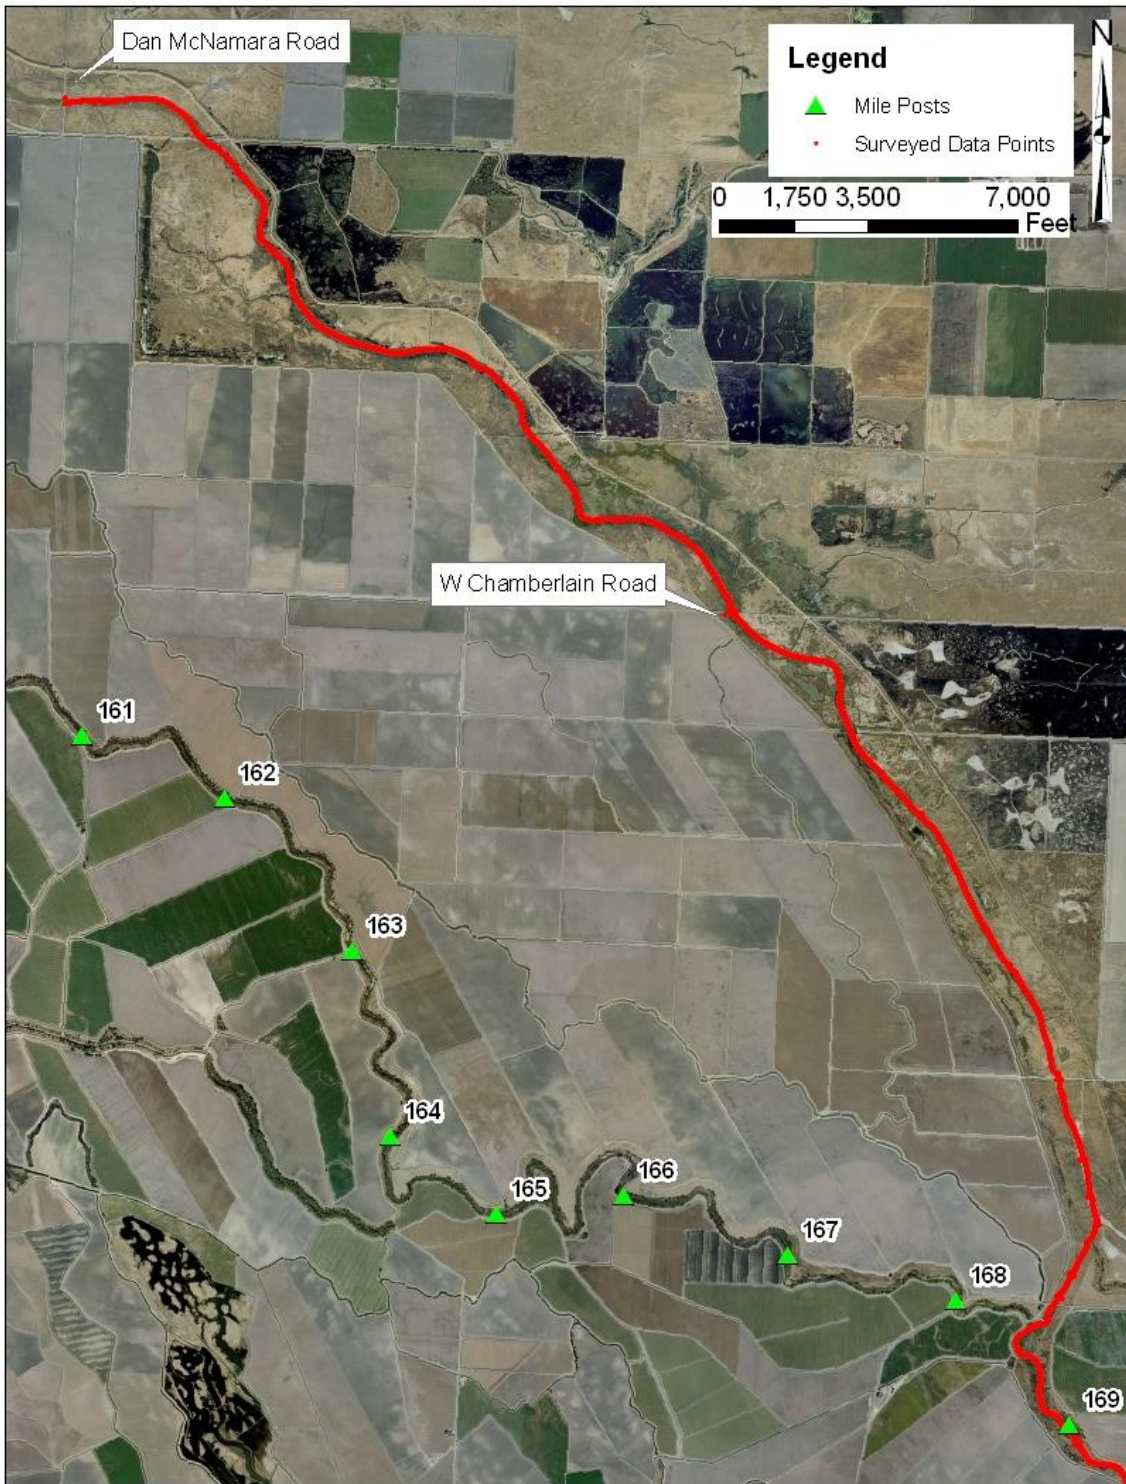 Dan McNamara Road
N
Legend
Mile Posts
Surveyed Data Points
0 1,750 3,500 7,000
Feet
W Chamberlain Road
161
162
163
164
165
166
167
168
169